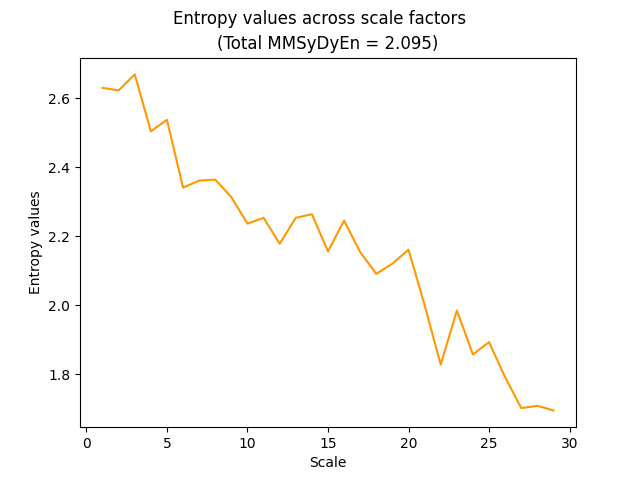 Entropy values across scale factors
(Total MMSyDyEn = 2.095)
2.6
2.4
2.2
2.0
1.8
Entropy values
0 5 10 15 20 25 30
Scale